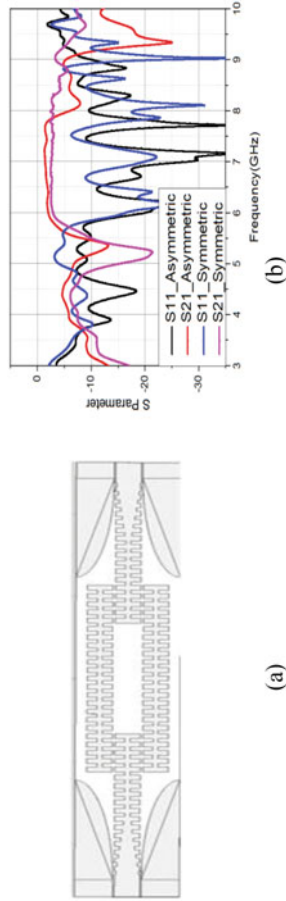 (a)
S Parameter
0
-10
-20
-30
3
4
5
6
7
8
9
10
Frequency(GHz)
S11_Asymmetric
S21_Asymmetric
S11_Symmetric
S21_Symmetric
(b)